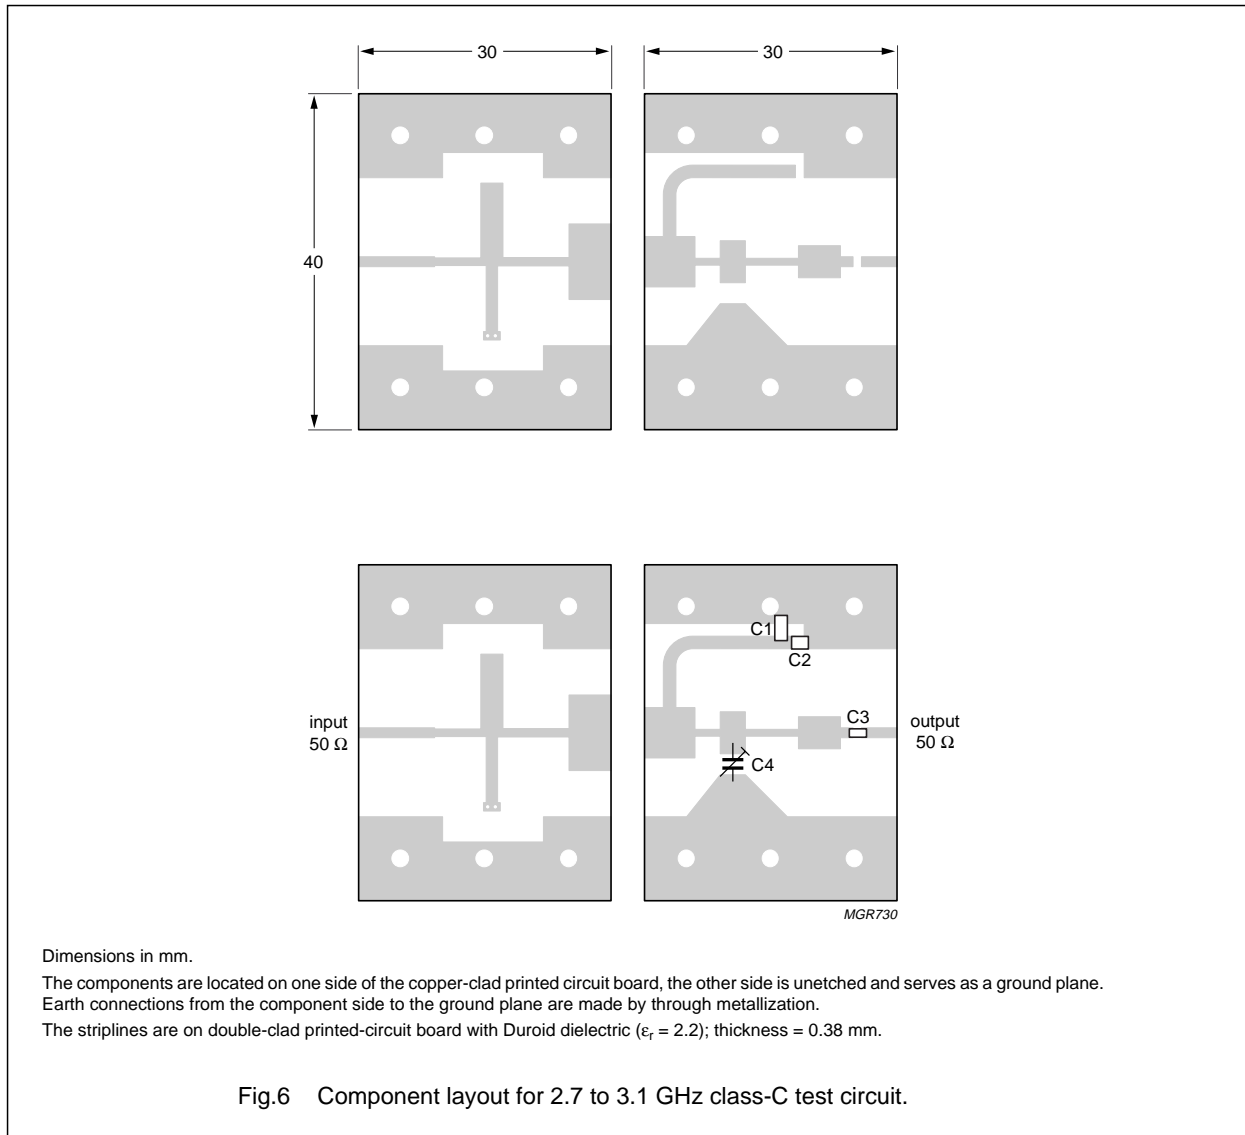 30
30
40
C1
C2
input
50 Ω
C3
output
50 Ω
C4
MGR730
Dimensions in mm.
The components are located on one side of the copper-clad printed circuit board, the other side is unetched and serves as a ground plane.
Earth connections from the component side to the ground plane are made by through metallization.
The striplines are on double-clad printed-circuit board with Duroid dielectric (εr = 2.2); thickness = 0.38 mm.
Fig.6 Component layout for 2.7 to 3.1 GHz class-C test circuit.